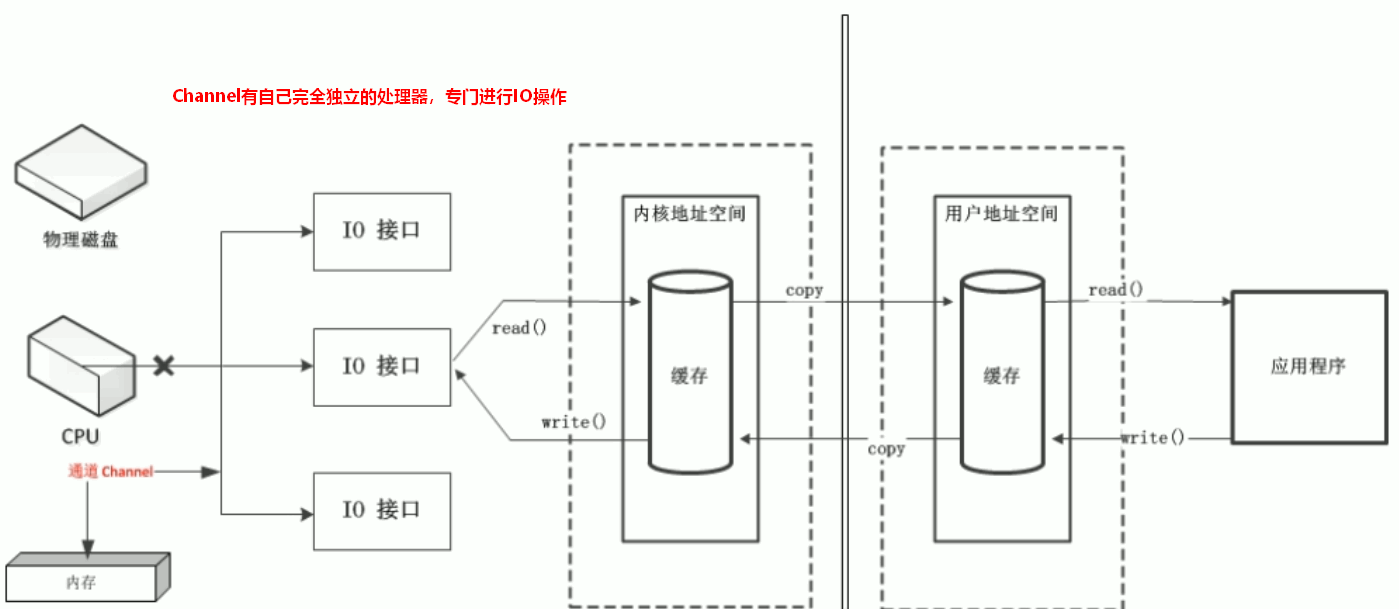 Channel有自己完全独立的处理器，专门进行IO操作
物理磁盘
CPU
通道 Channel
内存
IO 接口
IO 接口
IO 接口
read()
write()
内核地址空间
缓存
copy
copy
用户地址空间
缓存
read()
write()
应用程序